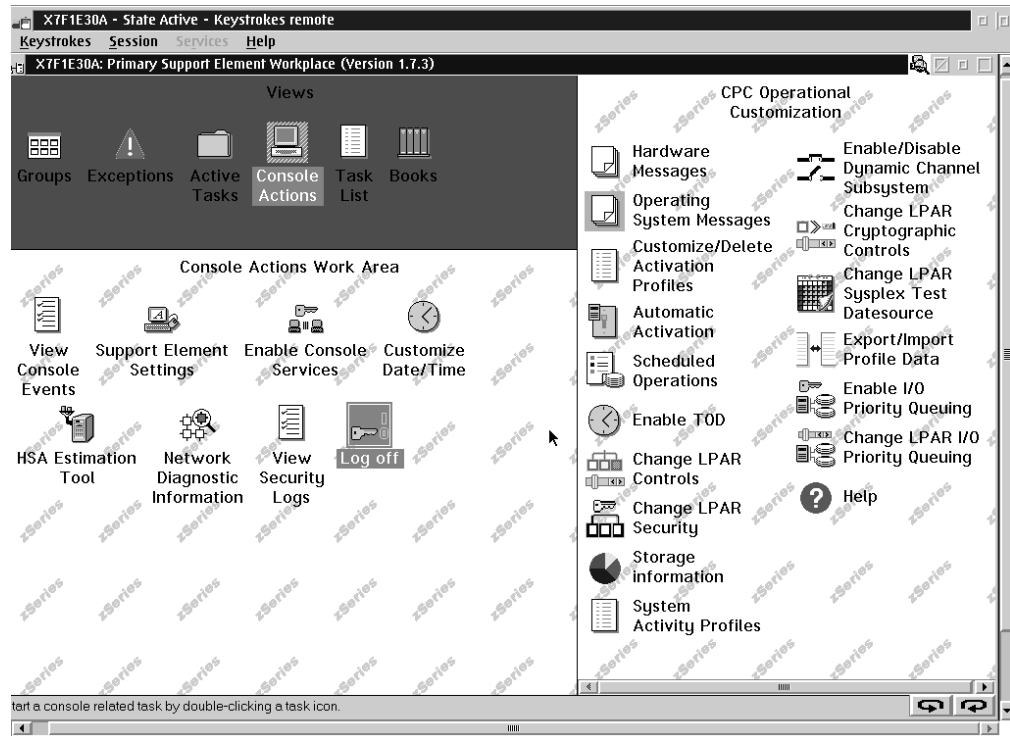 X7F1E30A - State Active - Keystrokes remote
Keystrokes Session Services Help
X7F1E30A: Primary Support Element Workplace (Version 1.7.3)
Views
Groups
Exceptions
Active
Tasks
Console
Actions
Task
List
Books
Console Actions Work Area
View
Console
Events
Support Element
Settings
Enable Console
Services
Customize
Date/Time
HSA Estimation
Tool
Network
Diagnostic
Information
View
Security
Logs
Log off
CPC Operational
Customization
Hardware
Messages
Operating
System Messages
Customize/Delete
Activation
Profiles
Automatic
Activation
Scheduled
Operations
Enable TOD
Change LPAR
Controls
Change LPAR
Security
Storage
information
System
Activity Profiles
Enable/Disable
Dynamic Channel
Subsystem
Change LPAR
Cryptographic
Controls
Change LPAR
Sysplex Test
Datesource
Export/Import
Profile Data
Enable I/O
Priority Queuing
Change LPAR I/O
Priority Queuing
Help
tart a console related task by double-clicking a task icon.
zSeries